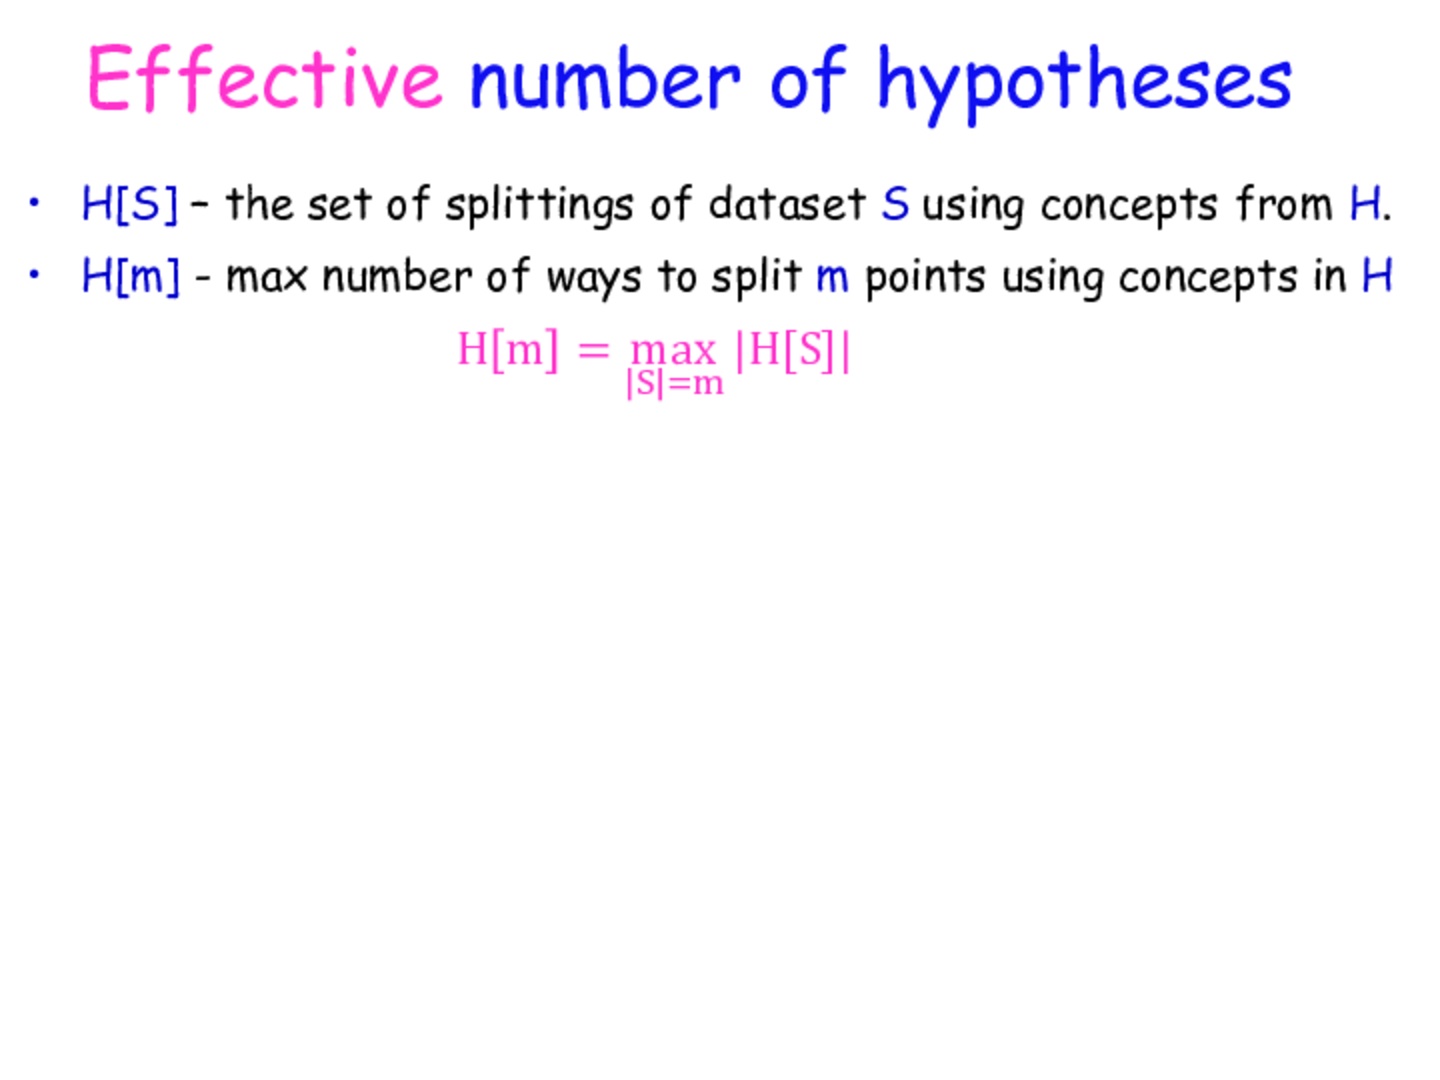 Effective number of hypotheses
• H[S] – the set of splittings of dataset S using concepts from H.
• H[m] - max number of ways to split m points using concepts in H
H[m] = max |H[S]|
|S|=m